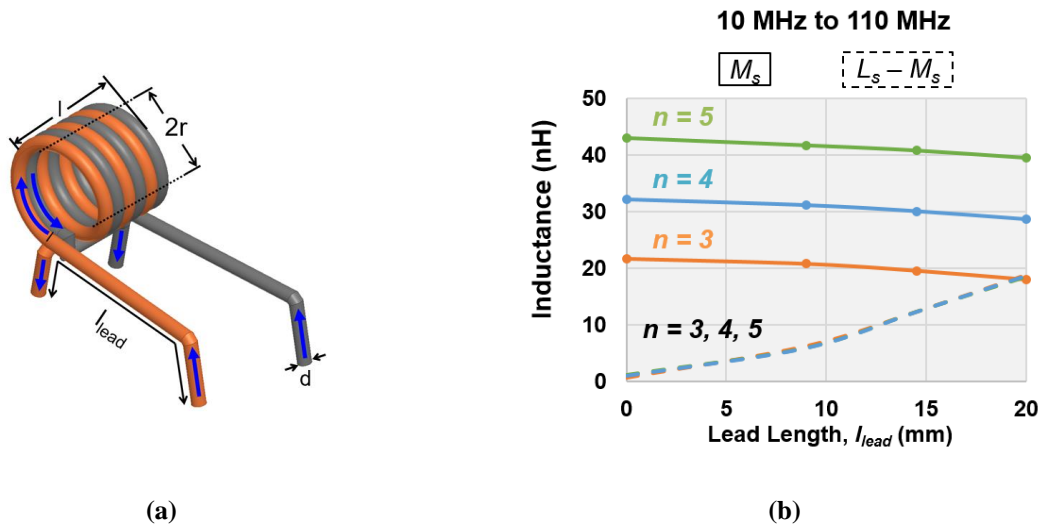 l
2r
l_lead
d
(a)
10 MHz to 110 MHz
M_s
L_s – M_s
50
40
30
20
10
0
Inductance (nH)
n = 5
n = 4
n = 3
n = 3, 4, 5
0 5 10 15 20
Lead Length, l_lead (mm)
(b)